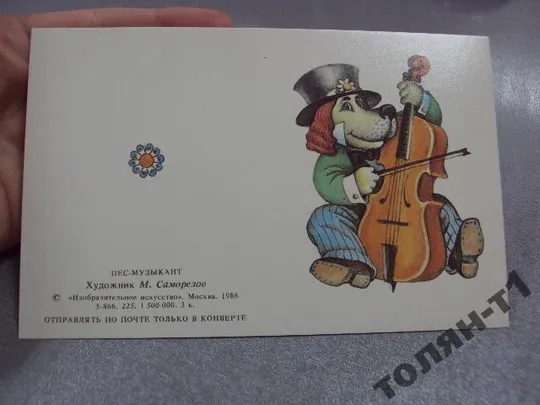 ПЕС-МУЗЫКАНТ
Художник М. Саморезов
© «Изобразительное искусство». Москва. 1986
5-866, 225, 1 500 000. 3 к.
ОТПРАВЛЯТЬ ПО ПОЧТЕ ТОЛЬКО В КОНВЕРТЕ
ТОЛЯН-Т1